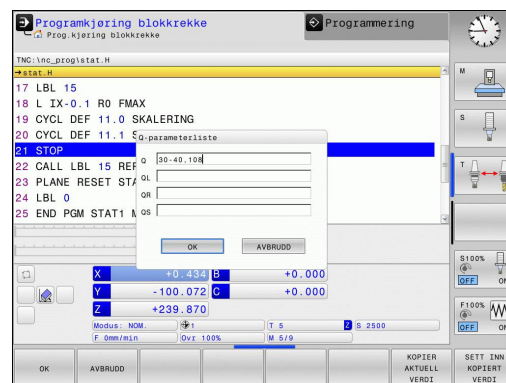 Programkjøring blokkrekke
Prog.kjøring blokkrekke
Programmering
TNC:\nc_prog\stat.H
→stat.H
17 LBL 15
18 L IX-0.1 R0 FMAX
19 CYCL DEF 11.0 SKALERING
20 CYCL DEF 11.1 S
21 STOP
22 CALL LBL 15 REP
23 PLANE RESET STA
24 LBL 0
25 END PGM STAT1 M
Q-parameterliste
Q 30-40,108
QL
QR
QS
OK AVBRUDD
X +0.434 B +0.000
Y -100.072 C +0.000
Z +239.870
Modus: NOM. 1 T 5 Z S 2500
F 0mm/min Ovr 100% M 5/9
M
S
T
S100%
OFF ON
F100%
OFF ON
OK AVBRUDD
KOPIER AKTUELL VERDI
SETT INN KOPIERT VERDI